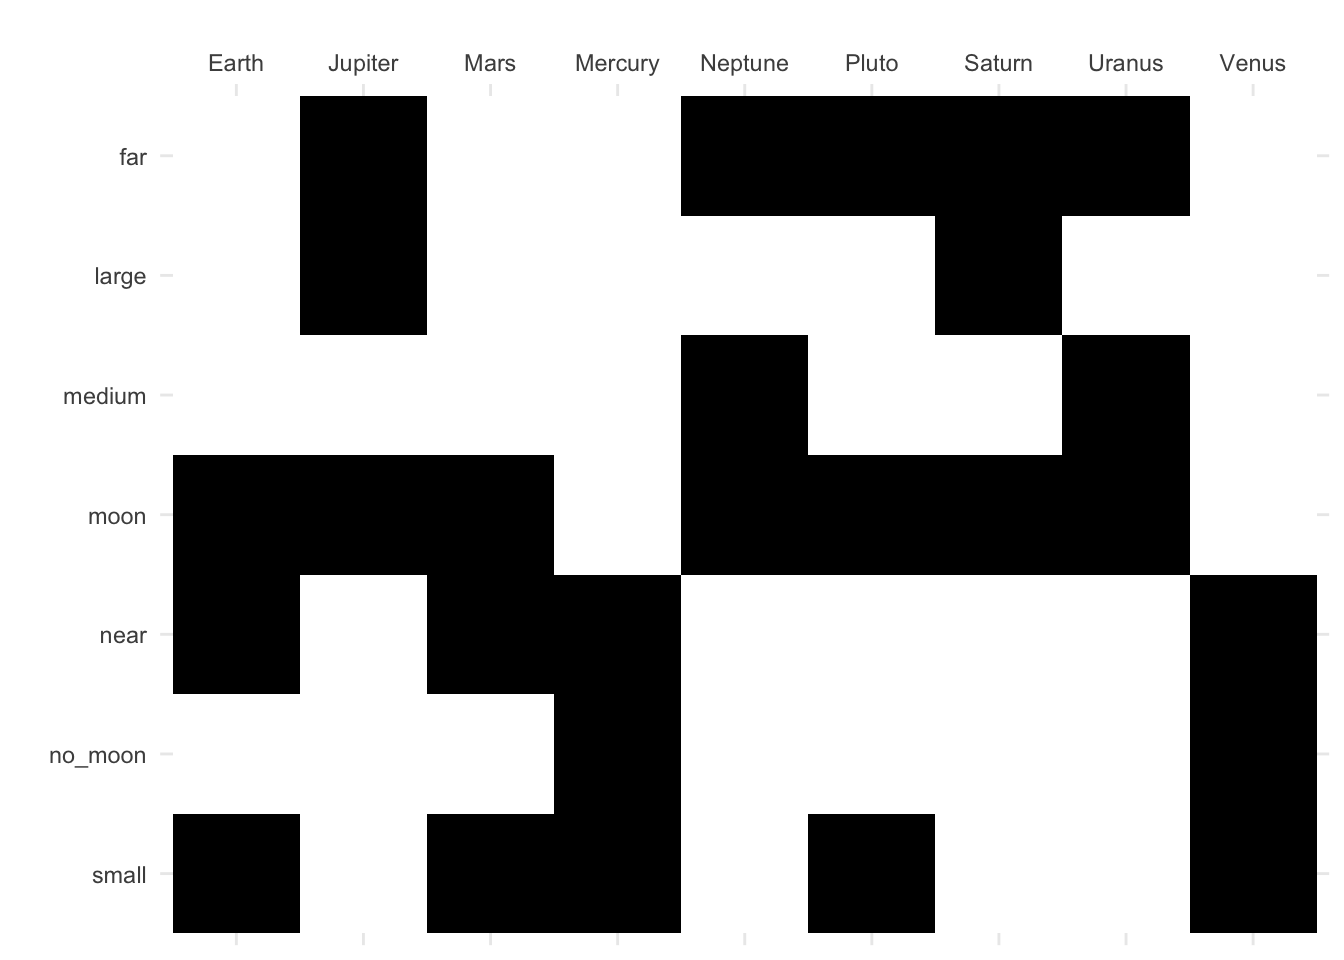 Earth Jupiter Mars Mercury Neptune Pluto Saturn Uranus Venus
far
large
medium
moon
near
no_moon
small